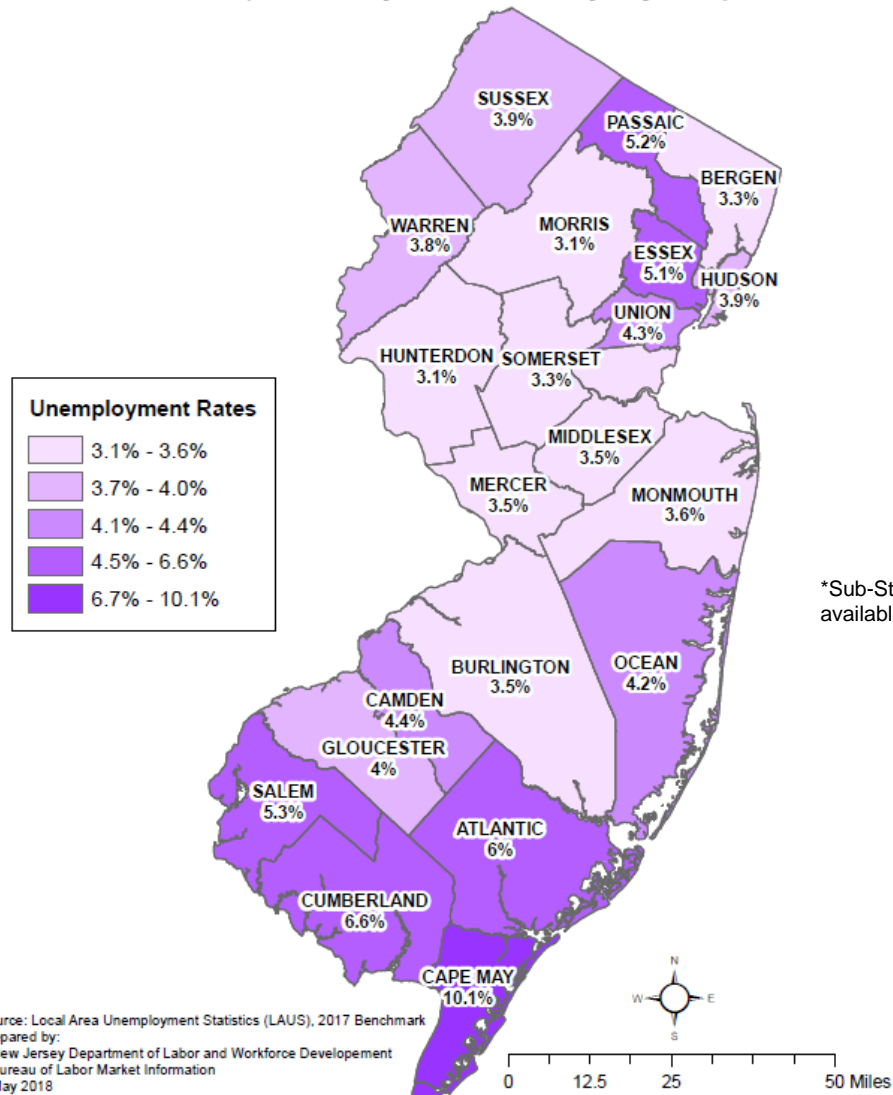 SUSSEX
3.9%
PASSAIC
5.2%
BERGEN
3.3%
WARREN
3.8%
MORRIS
3.1%
ESSEX
5.1%
HUDSON
3.9%
UNION
4.3%
HUNTERDON
3.1%
SOMERSET
3.3%
Unemployment Rates
3.1% - 3.6%
3.7% - 4.0%
4.1% - 4.4%
4.5% - 6.6%
6.7% - 10.1%
MIDDLESEX
3.5%
MERCER
3.5%
MONMOUTH
3.6%
*Sub-St
availabl
BURLINGTON
3.5%
OCEAN
4.2%
CAMDEN
4.4%
GLOUCESTER
4%
SALEM
5.3%
ATLANTIC
6%
CUMBERLAND
6.6%
CAPE MAY
10.1%
N
W E
S
urce: Local Area Unemployment Statistics (LAUS), 2017 Benchmark
epared by:
ew Jersey Department of Labor and Workforce Developement
ureau of Labor Market Information
lay 2018
0 12.5 25 50 Miles